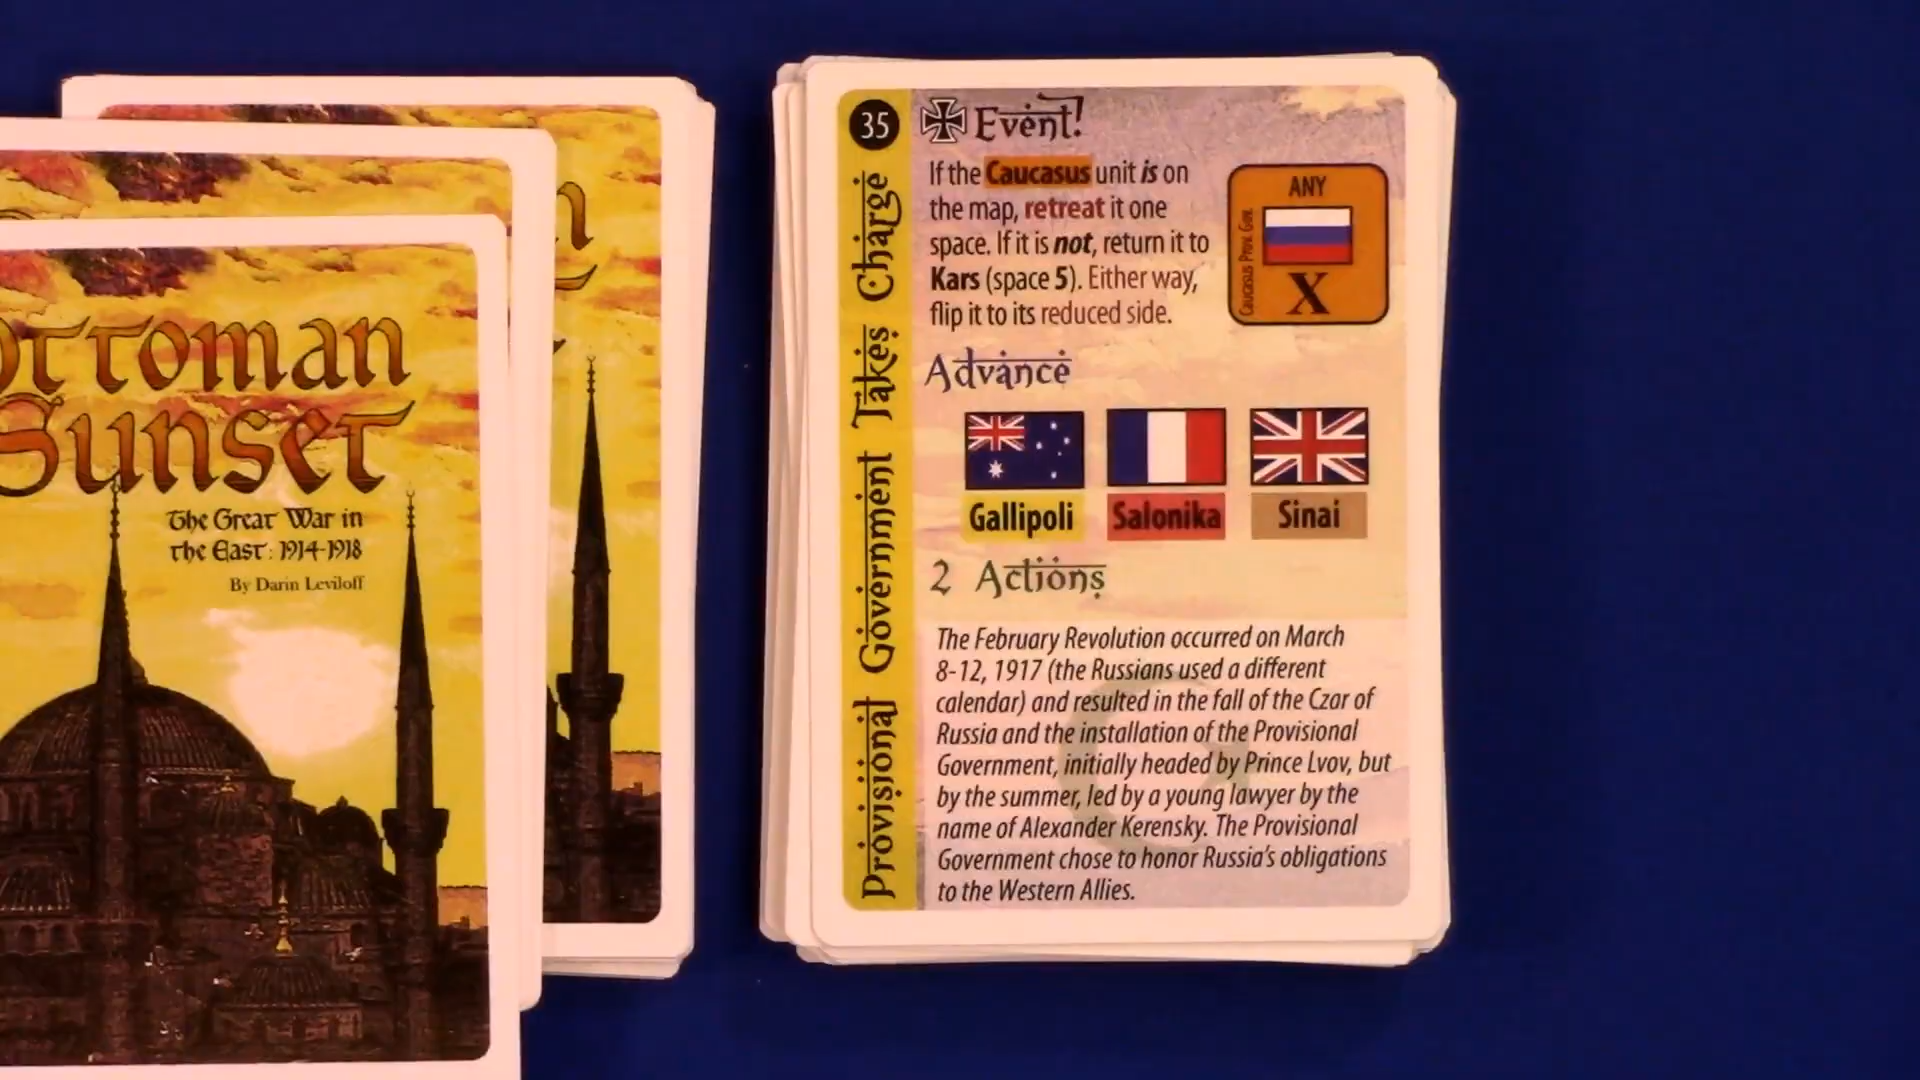 Ottoman
Sunset
The Great War in
the East: 1914-1918
By Darin Leviloff
35
Provisional Government Takes Charge
Event!
If the Caucasus unit is on
the map, retreat it one
space. If it is not, return it to
Kars (space 5). Either way,
flip it to its reduced side.
ANY
Caucasus Prov. Gov.
X
Advance
Gallipoli
Salonika
Sinai
2 Actions
The February Revolution occurred on March
8-12, 1917 (the Russians used a different
calendar) and resulted in the fall of the Czar of
Russia and the installation of the Provisional
Government, initially headed by Prince Lvov, but
by the summer, led by a young lawyer by the
name of Alexander Kerensky. The Provisional
Government chose to honor Russia's obligations
to the Western Allies.